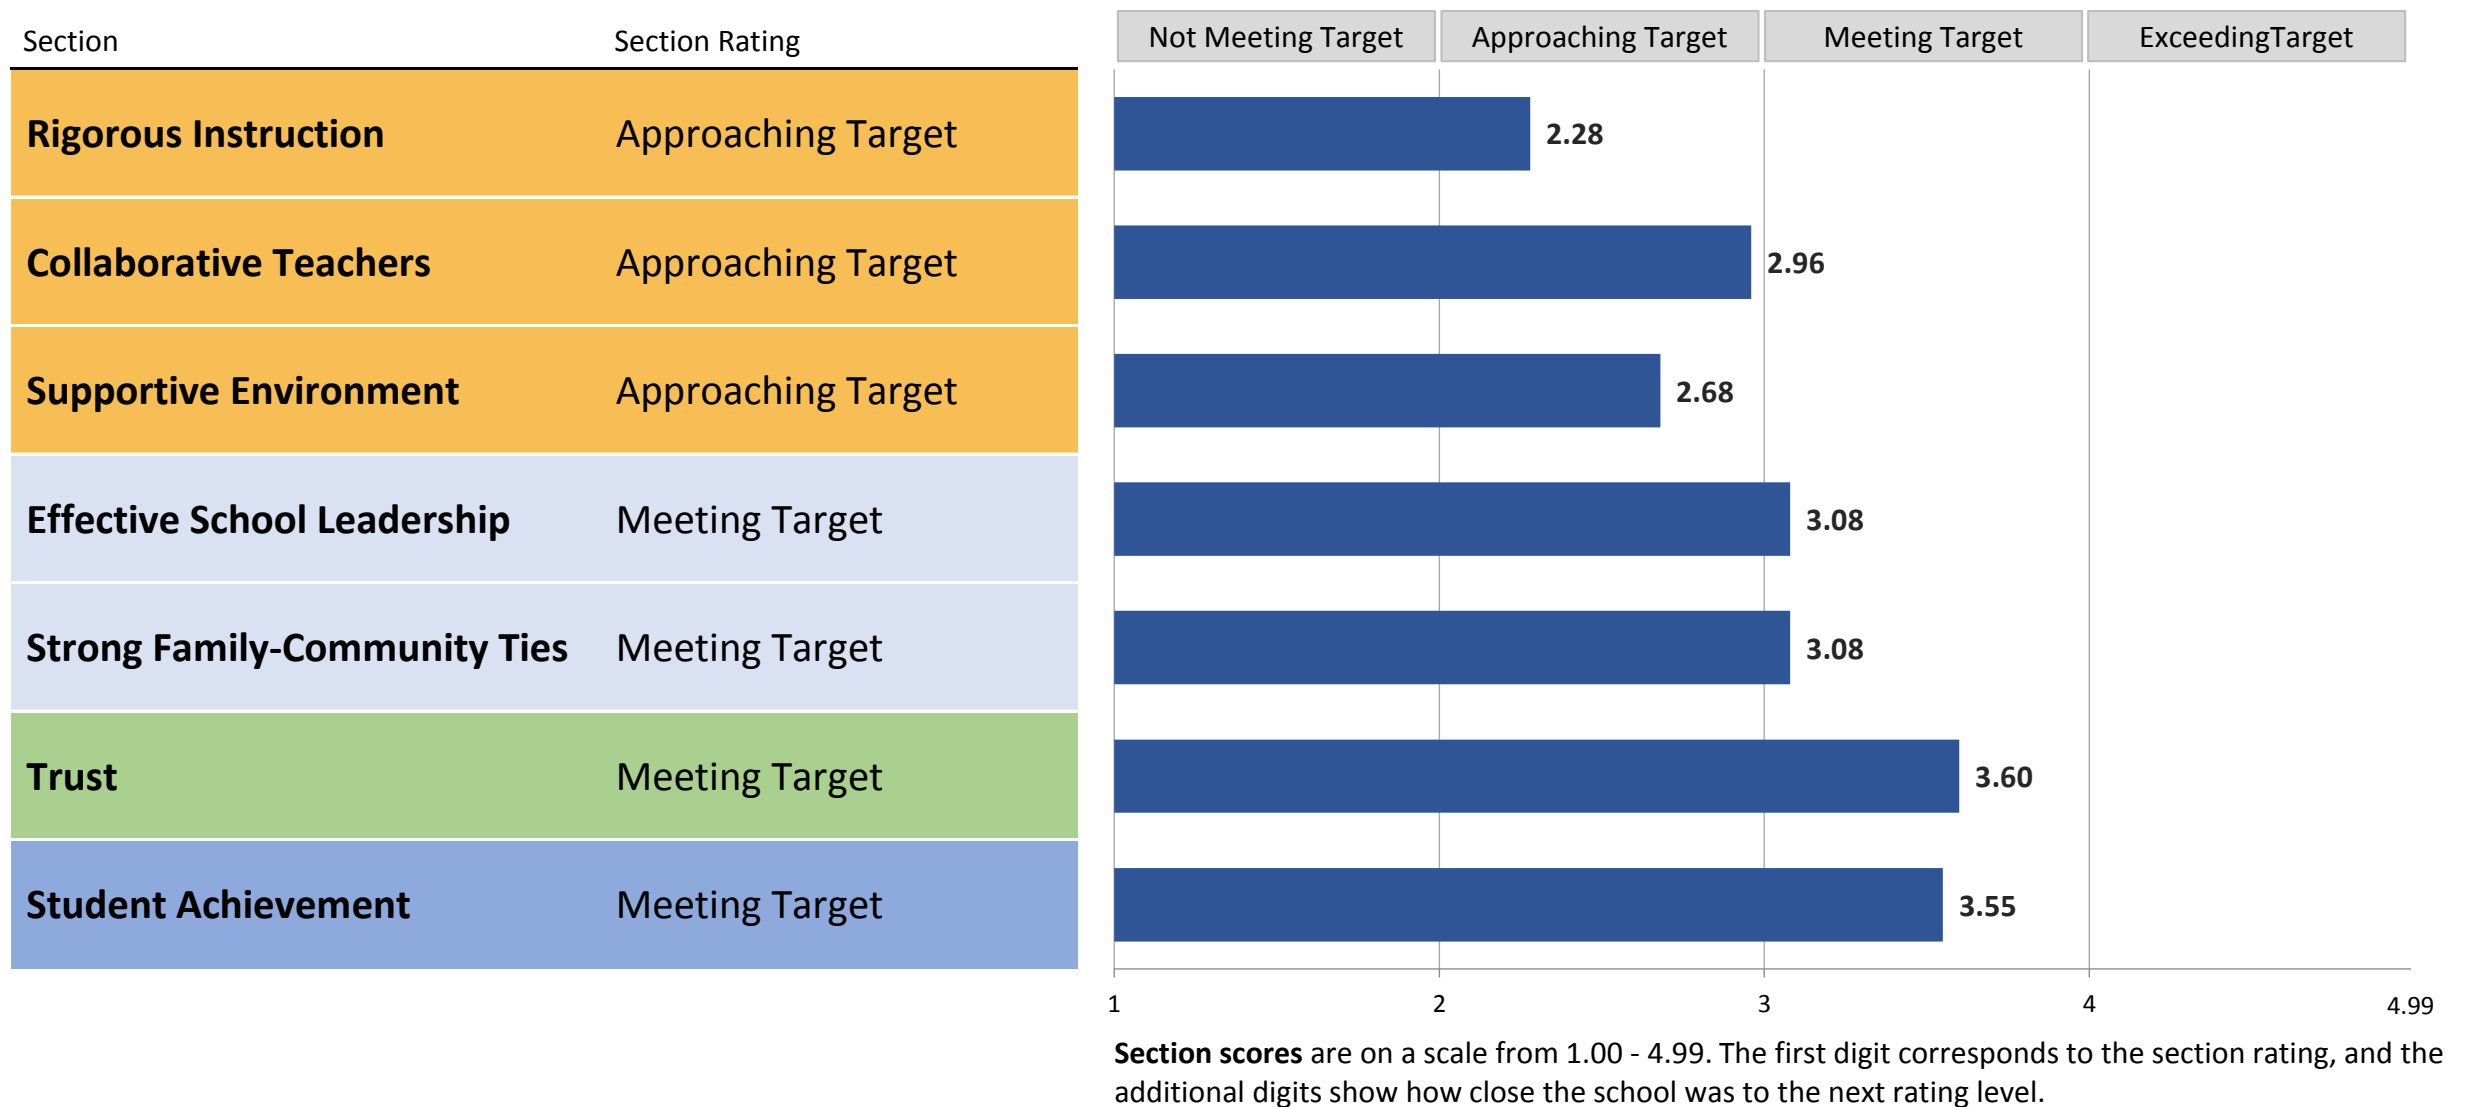 Section Section Rating Not Meeting Target Approaching Target Meeting Target ExceedingTarget
Rigorous Instruction Approaching Target 2.28
Collaborative Teachers Approaching Target 2.96
Supportive Environment Approaching Target 2.68
Effective School Leadership Meeting Target 3.08
Strong Family-Community Ties Meeting Target 3.08
Trust Meeting Target 3.60
Student Achievement Meeting Target 3.55
1 2 3 4 4.99
Section scores are on a scale from 1.00 - 4.99. The first digit corresponds to the section rating, and the
additional digits show how close the school was to the next rating level.